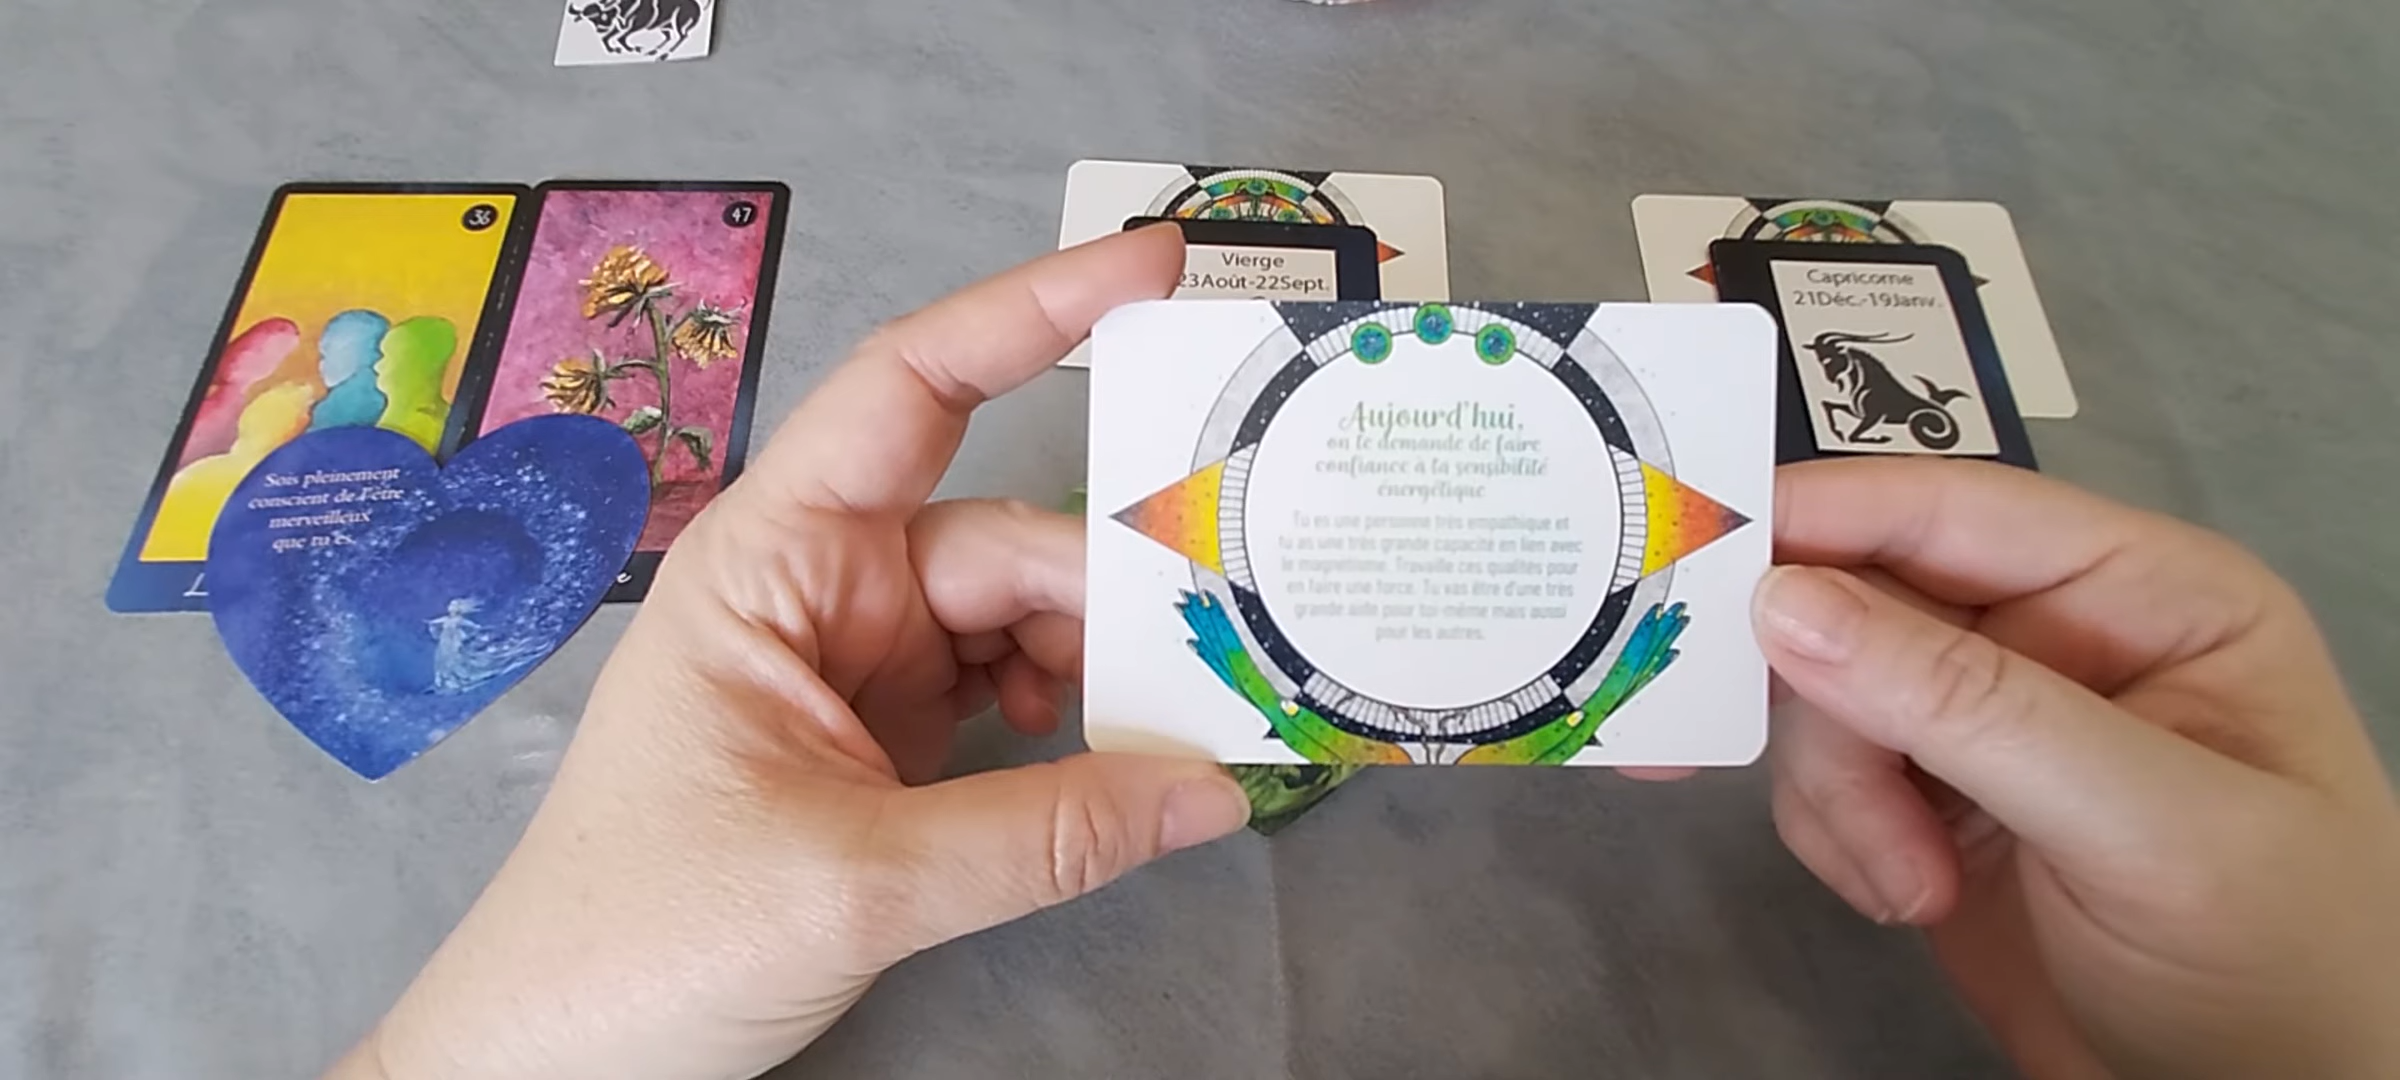 36
47
Vierge
23Août-22Sept.
Capricorne
21Déc.-19Janv.
Sois pleinement
conscient de l'être
merveilleux
que tu es.
Aujourd'hui,
on te demande de faire
confiance à ta sensibilité
énergétique
Tu es une personne très empathique et
tu as une très grande capacité en lien avec
le magnétisme. Travaille ces qualités pour
en faire une force. Tu vas être d'une très
grande aide pour toi-même mais aussi
pour les autres.